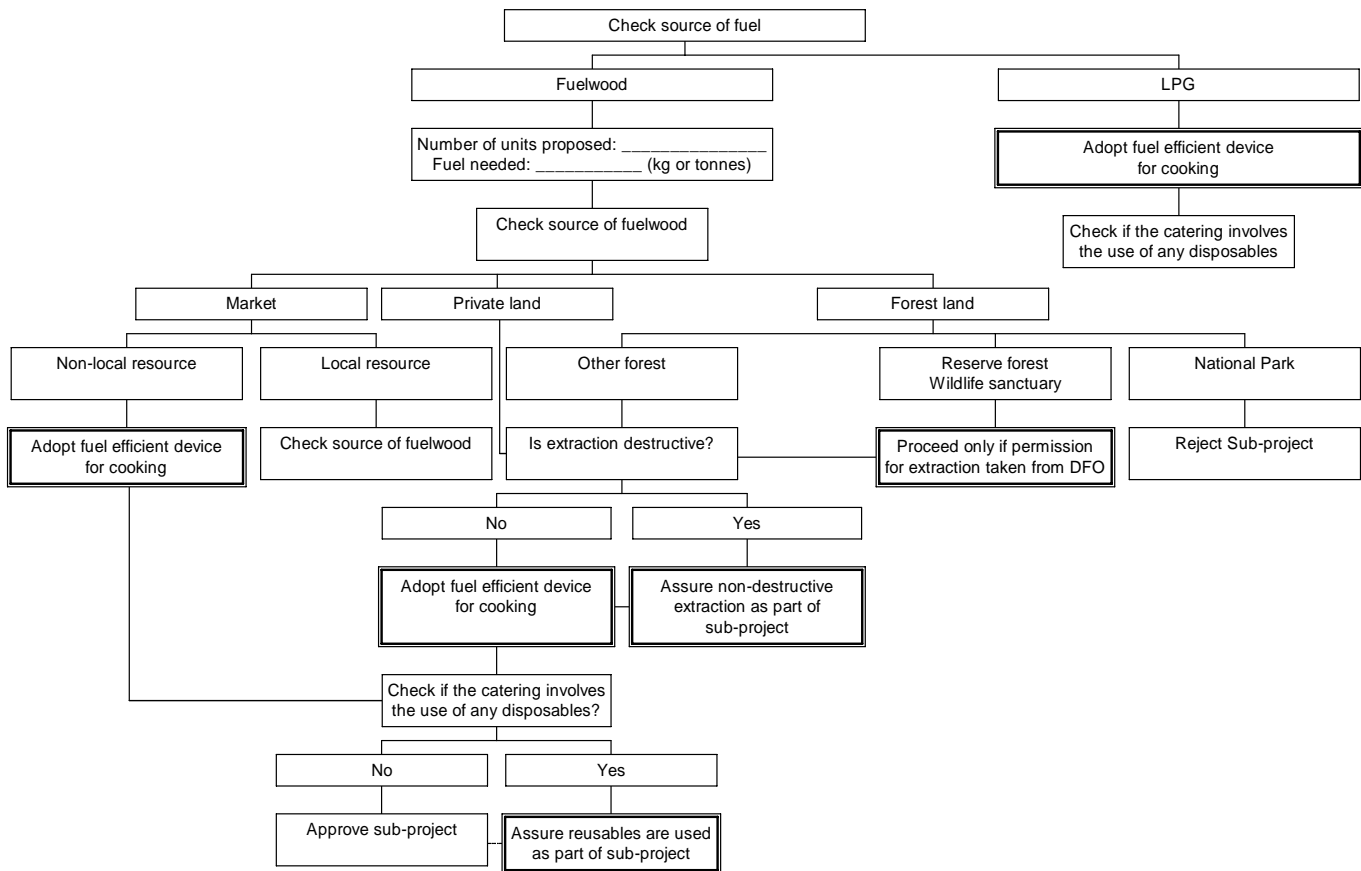 Check source of fuel
Fuelwood
LPG
Number of units proposed: _______________
Fuel needed: ___________ (kg or tonnes)
Adopt fuel efficient device
for cooking
Check source of fuelwood
Check if the catering involves
the use of any disposables
Market
Private land
Forest land
Non-local resource
Local resource
Other forest
Reserve forest
Wildlife sanctuary
National Park
Adopt fuel efficient device
for cooking
Check source of fuelwood
Is extraction destructive?
Proceed only if permission
for extraction taken from DFO
Reject Sub-project
No
Yes
Adopt fuel efficient device
for cooking
Assure non-destructive
extraction as part of
sub-project
Check if the catering involves
the use of any disposables?
No
Yes
Approve sub-project
Assure reusables are used
as part of sub-project